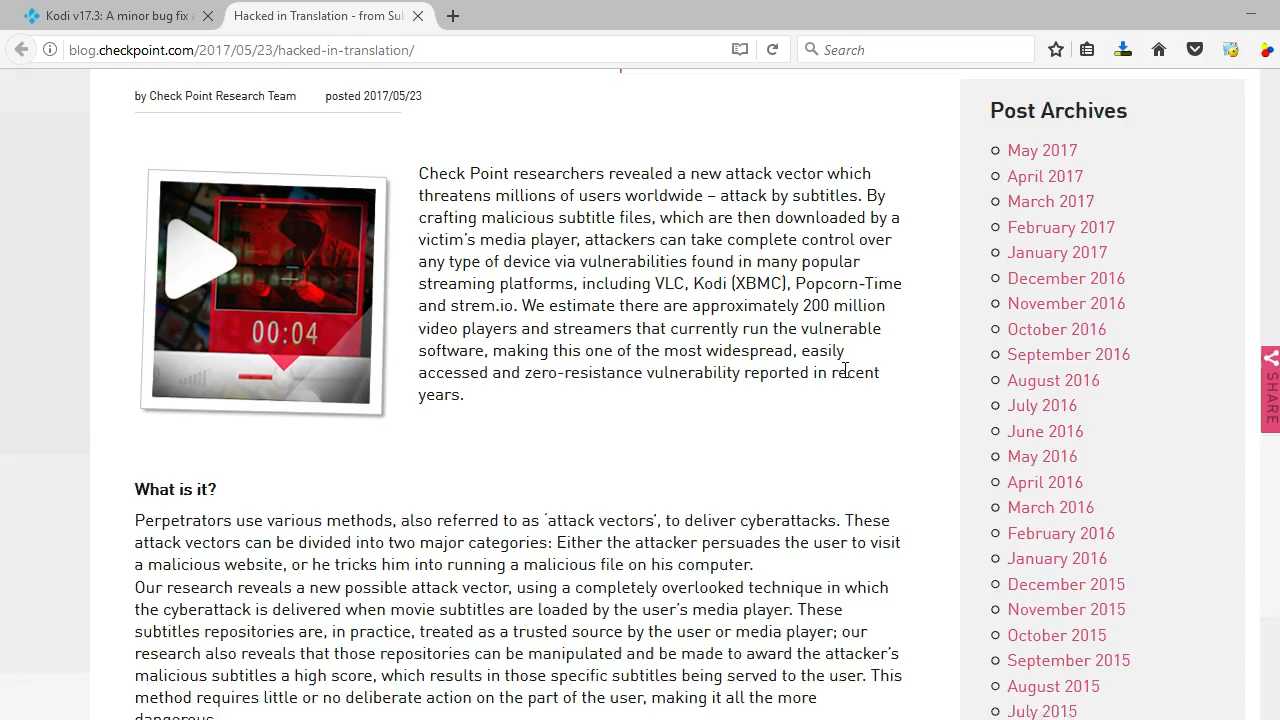 Kodi v17.3: A minor bug fix
Hacked in Translation - from Su
blog.checkpoint.com/2017/05/23/hacked-in-translation/
Search
by Check Point Research Team posted 2017/05/23
Check Point researchers revealed a new attack vector which
threatens millions of users worldwide – attack by subtitles. By
crafting malicious subtitle files, which are then downloaded by a
victim’s media player, attackers can take complete control over
any type of device via vulnerabilities found in many popular
streaming platforms, including VLC, Kodi (XBMC), Popcorn-Time
and strem.io. We estimate there are approximately 200 million
video players and streamers that currently run the vulnerable
software, making this one of the most widespread, easily
accessed and zero-resistance vulnerability reported in recent
years.
00:04
What is it?
Perpetrators use various methods, also referred to as ‘attack vectors’, to deliver cyberattacks. These
attack vectors can be divided into two major categories: Either the attacker persuades the user to visit
a malicious website, or he tricks him into running a malicious file on his computer.
Our research reveals a new possible attack vector, using a completely overlooked technique in which
the cyberattack is delivered when movie subtitles are loaded by the user’s media player. These
subtitles repositories are, in practice, treated as a trusted source by the user or media player; our
research also reveals that those repositories can be manipulated and be made to award the attacker’s
malicious subtitles a high score, which results in those specific subtitles being served to the user. This
method requires little or no deliberate action on the part of the user, making it all the more
dangerous.
Post Archives
May 2017
April 2017
March 2017
February 2017
January 2017
December 2016
November 2016
October 2016
September 2016
August 2016
July 2016
June 2016
May 2016
April 2016
March 2016
February 2016
January 2016
December 2015
November 2015
October 2015
September 2015
August 2015
July 2015
SHARE